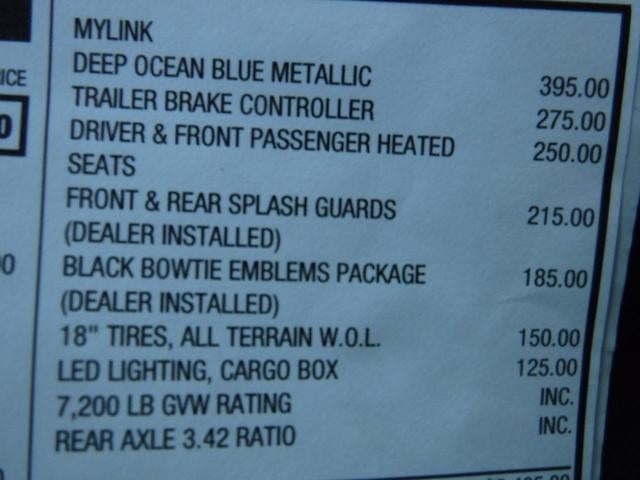 MYLINK
DEEP OCEAN BLUE METALLIC 395.00
TRAILER BRAKE CONTROLLER 275.00
DRIVER & FRONT PASSENGER HEATED 250.00
SEATS
FRONT & REAR SPLASH GUARDS 215.00
(DEALER INSTALLED)
BLACK BOWTIE EMBLEMS PACKAGE 185.00
(DEALER INSTALLED)
18" TIRES, ALL TERRAIN W.O.L. 150.00
LED LIGHTING, CARGO BOX 125.00
7,200 LB GVW RATING INC.
REAR AXLE 3.42 RATIO INC.